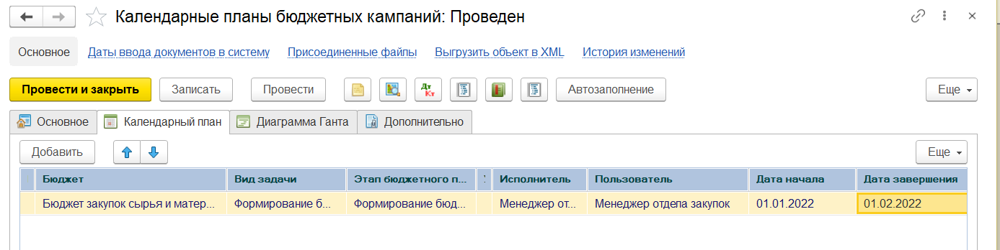 Календарные планы бюджетных кампаний: Проведен
Основное Даты ввода документов в систему Присоединенные файлы Выгрузить объект в XML История изменений
Провести и закрыть Записать Провести Дт Кт Автозаполнение Еще
Основное Календарный план Диаграмма Ганта Дополнительно
Добавить Еще
Бюджет Вид задачи Этап бюджетного п... Исполнитель Пользователь Дата начала Дата завершения
Бюджет закупок сырья и матер... Формирование б... Формирование бюд... Менеджер от... Менеджер отдела закупок 01.01.2022 01.02.2022